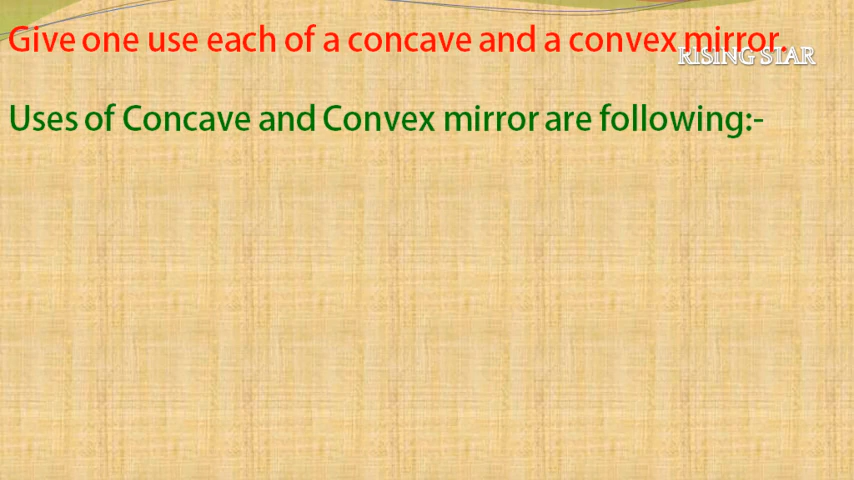 Give one use each of a concave and a convex mirror.
RISING STAR
Uses of Concave and Convex mirror are following:-